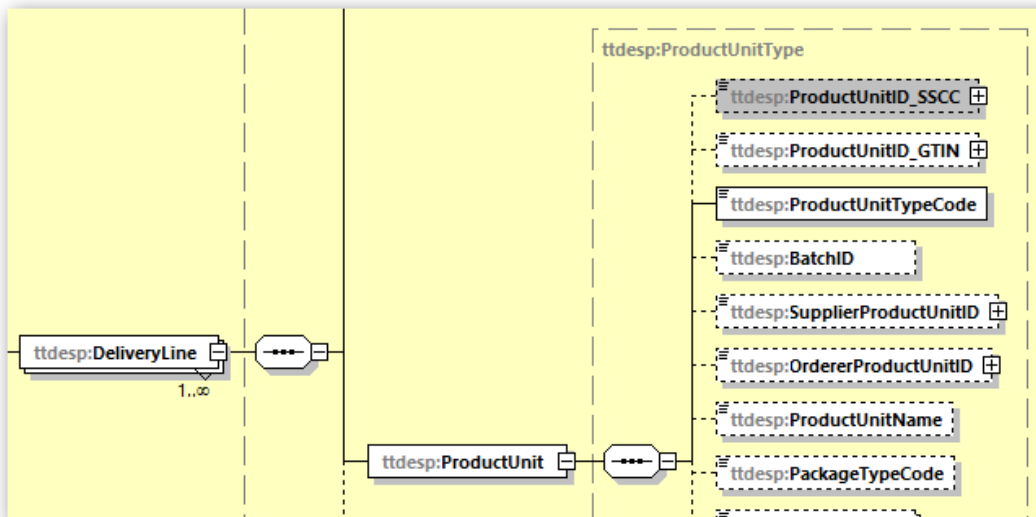 ttdesp:ProductUnitType
ttdesp:ProductUnitID_SSCC
ttdesp:ProductUnitID_GTIN
ttdesp:ProductUnitTypeCode
ttdesp:BatchID
ttdesp:SupplierProductUnitID
ttdesp:DeliveryLine
1..∞
ttdesp:OrdererProductUnitID
ttdesp:ProductUnitName
ttdesp:ProductUnit
ttdesp:PackageTypeCode